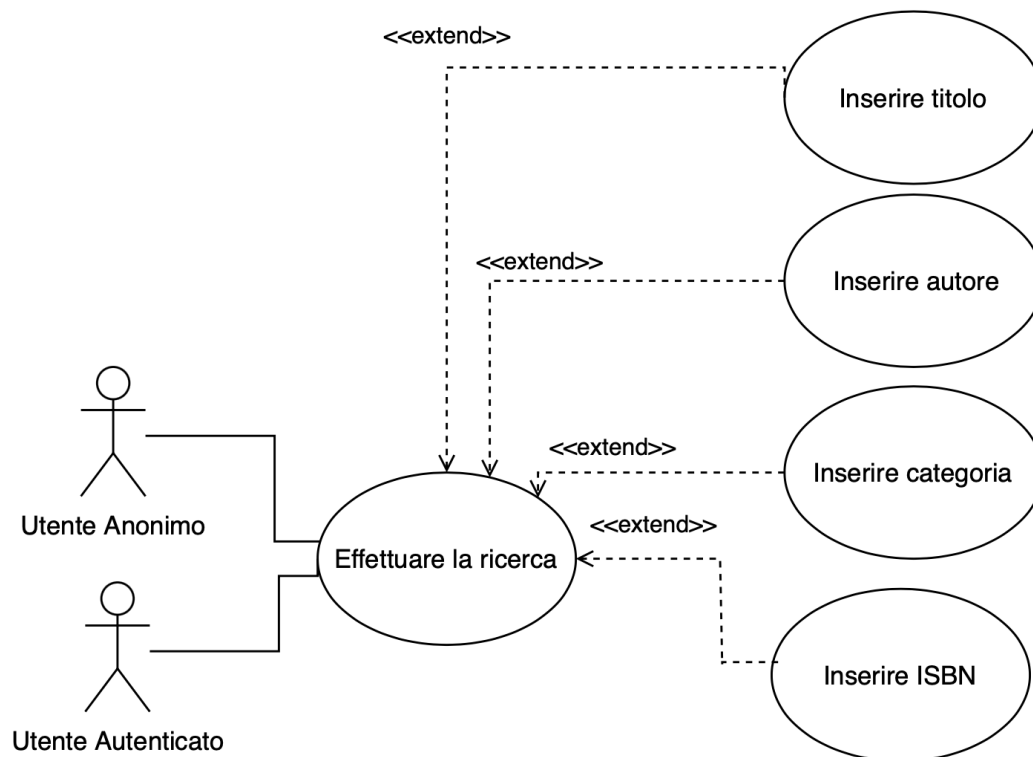 <<extend>>
Inserire titolo
<<extend>>
Inserire autore
<<extend>>
Inserire categoria
Utente Anonimo
<<extend>>
Effettuare la ricerca
Inserire ISBN
Utente Autenticato